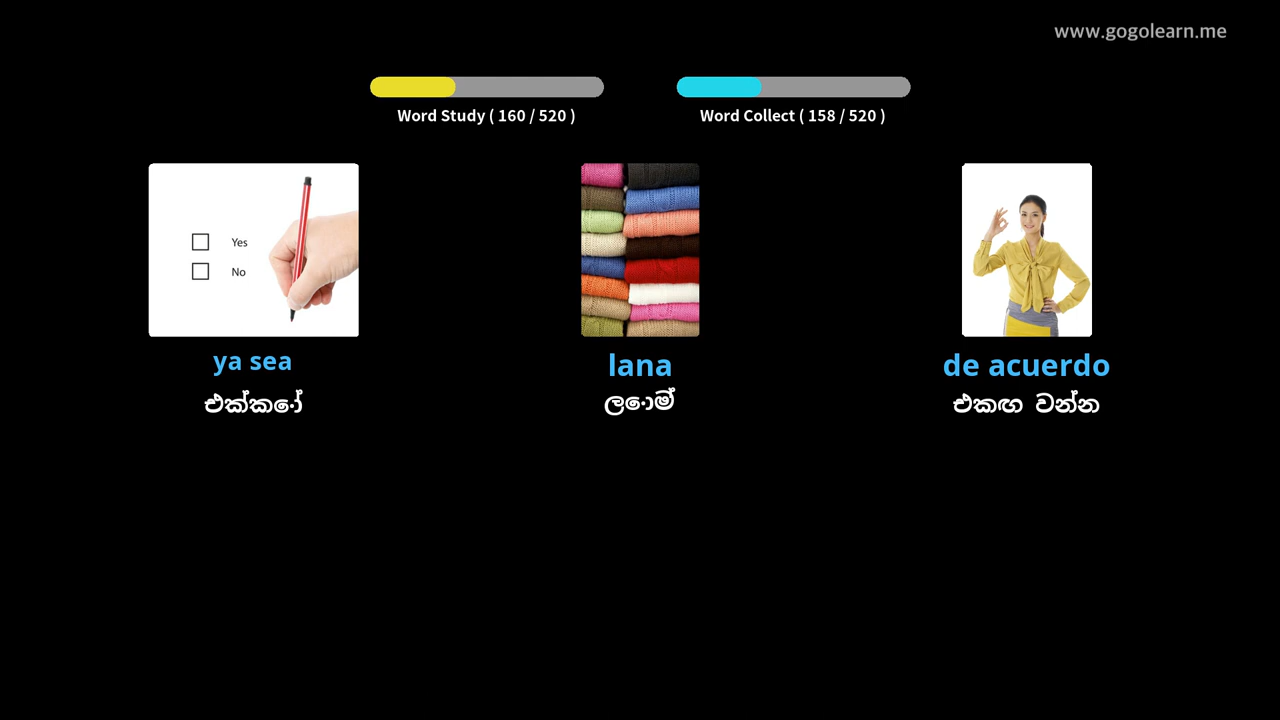 www.gogolearn.me
Word Study ( 160 / 520 )
Word Collect ( 158 / 520 )
Yes
No
ya sea
lana
de acuerdo
එක්කෝ
ලොම්
එකඟ වන්න